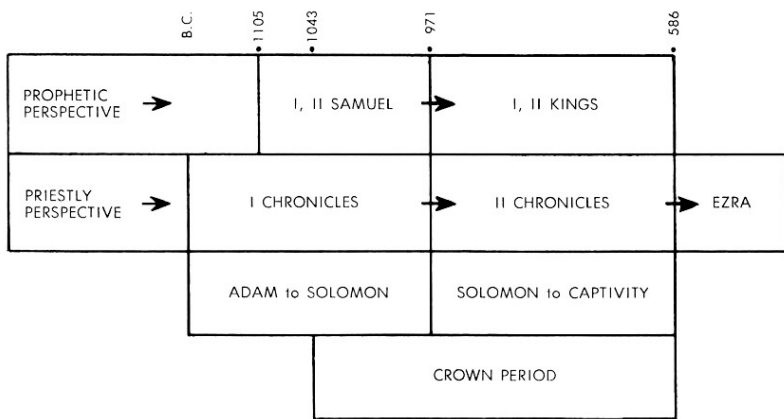 B.C.
1105
1043
971
586
PROPHETIC
PERSPECTIVE
I, II SAMUEL
I, II KINGS
PRIESTLY
PERSPECTIVE
I CHRONICLES
II CHRONICLES
EZRA
ADAM to SOLOMON
SOLOMON to CAPTIVITY
CROWN PERIOD